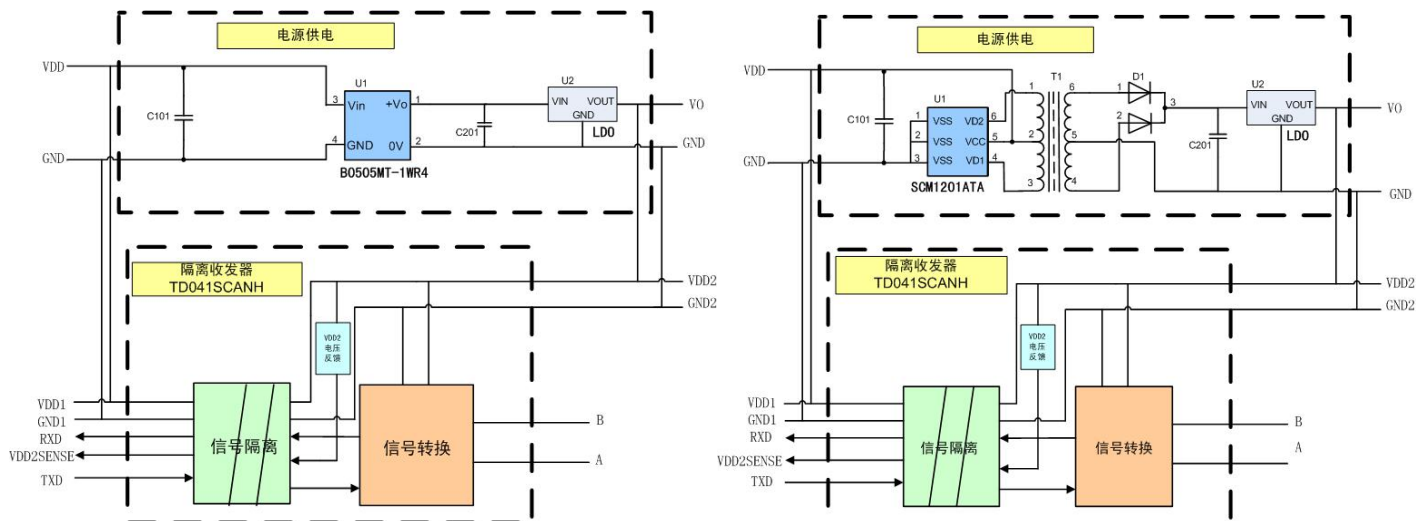 电源供电
VDD
C101
U1
3
Vin
+Vo
1
4
GND
0V
2
B0505MT-1WR4
C201
U2
VIN
VOUT
GND
LDO
VO
GND
GND
隔离收发器
TD041SCANH
VDD2
GND2
VDD2
电压
反馈
VDD1
GND1
RXD
VDD2SENSE
TXD
信号隔离
信号转换
B
A
电源供电
VDD
C101
U1
1
VSS
VD2
6
2
VSS
VCC
5
3
VSS
VD1
4
SCM1201ATA
T1
1
2
3
6
5
4
D1
1
2
3
C201
U2
VIN
VOUT
GND
LDO
VO
GND
GND
隔离收发器
TD041SCANH
VDD2
GND2
VDD2
电压
反馈
VDD1
GND1
RXD
VDD2SENSE
TXD
信号隔离
信号转换
B
A